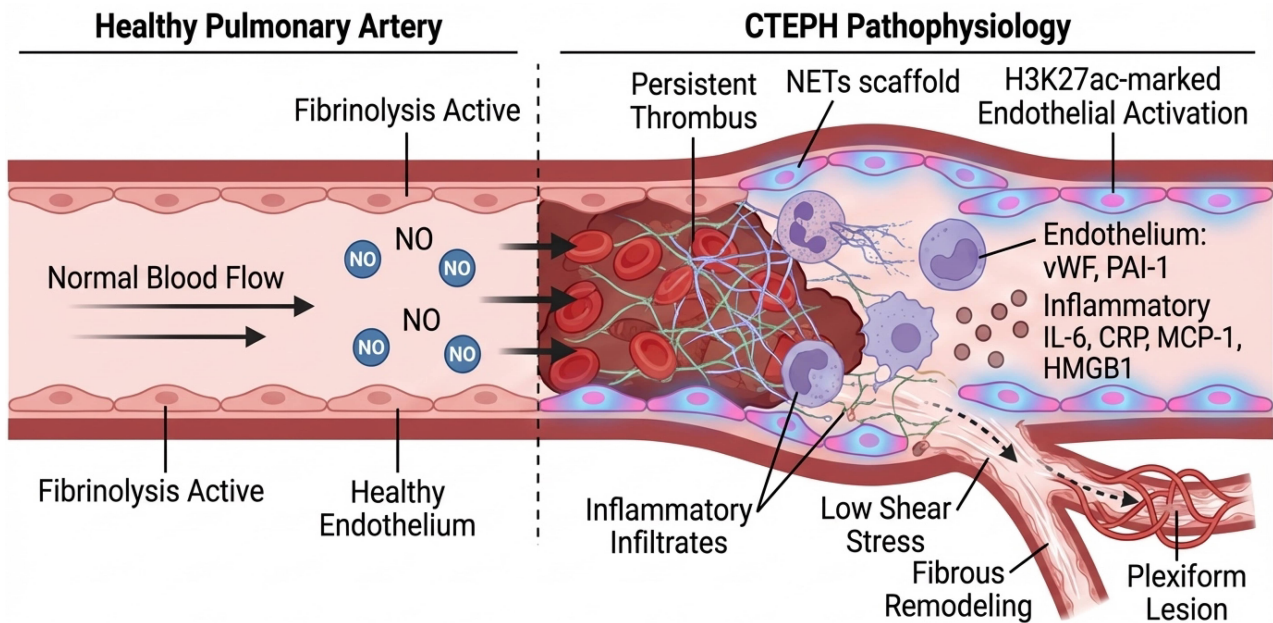 Healthy Pulmonary Artery
CTEPH Pathophysiology
Fibrinolysis Active
Persistent
Thrombus
NETs scaffold
H3K27ac-marked
Endothelial Activation
Normal Blood Flow
NO
NO
NO
NO
NO
NO
Endothelium:
vWF, PAI-1
Inflammatory
IL-6, CRP, MCP-1,
HMGB1
Fibrinolysis Active
Healthy
Endothelium
Inflammatory
Infiltrates
Low Shear
Stress
Fibrous
Remodeling
Plexiform
Lesion